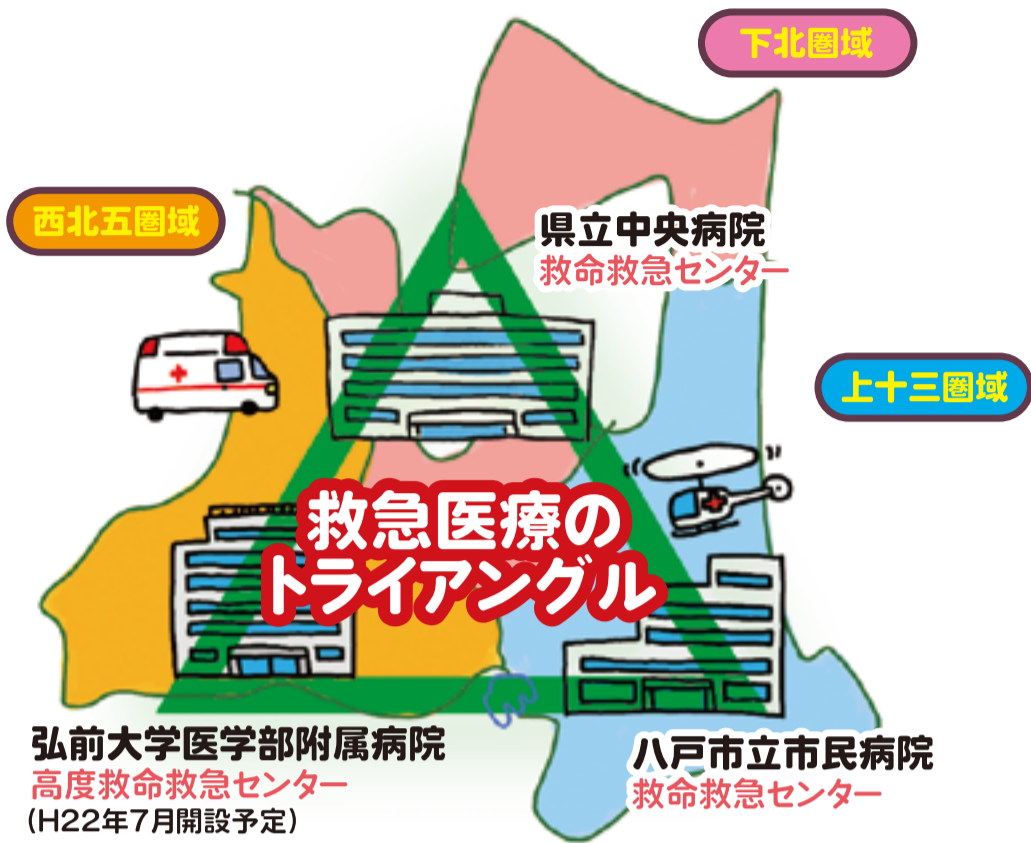 下北圏域
西北五圏域
県立中央病院
救命救急センター
上十三圏域
救急医療の
トライアングル
弘前大学医学部附属病院
高度救命救急センター
(H22年7月開設予定)
八戸市立市民病院
救命救急センター